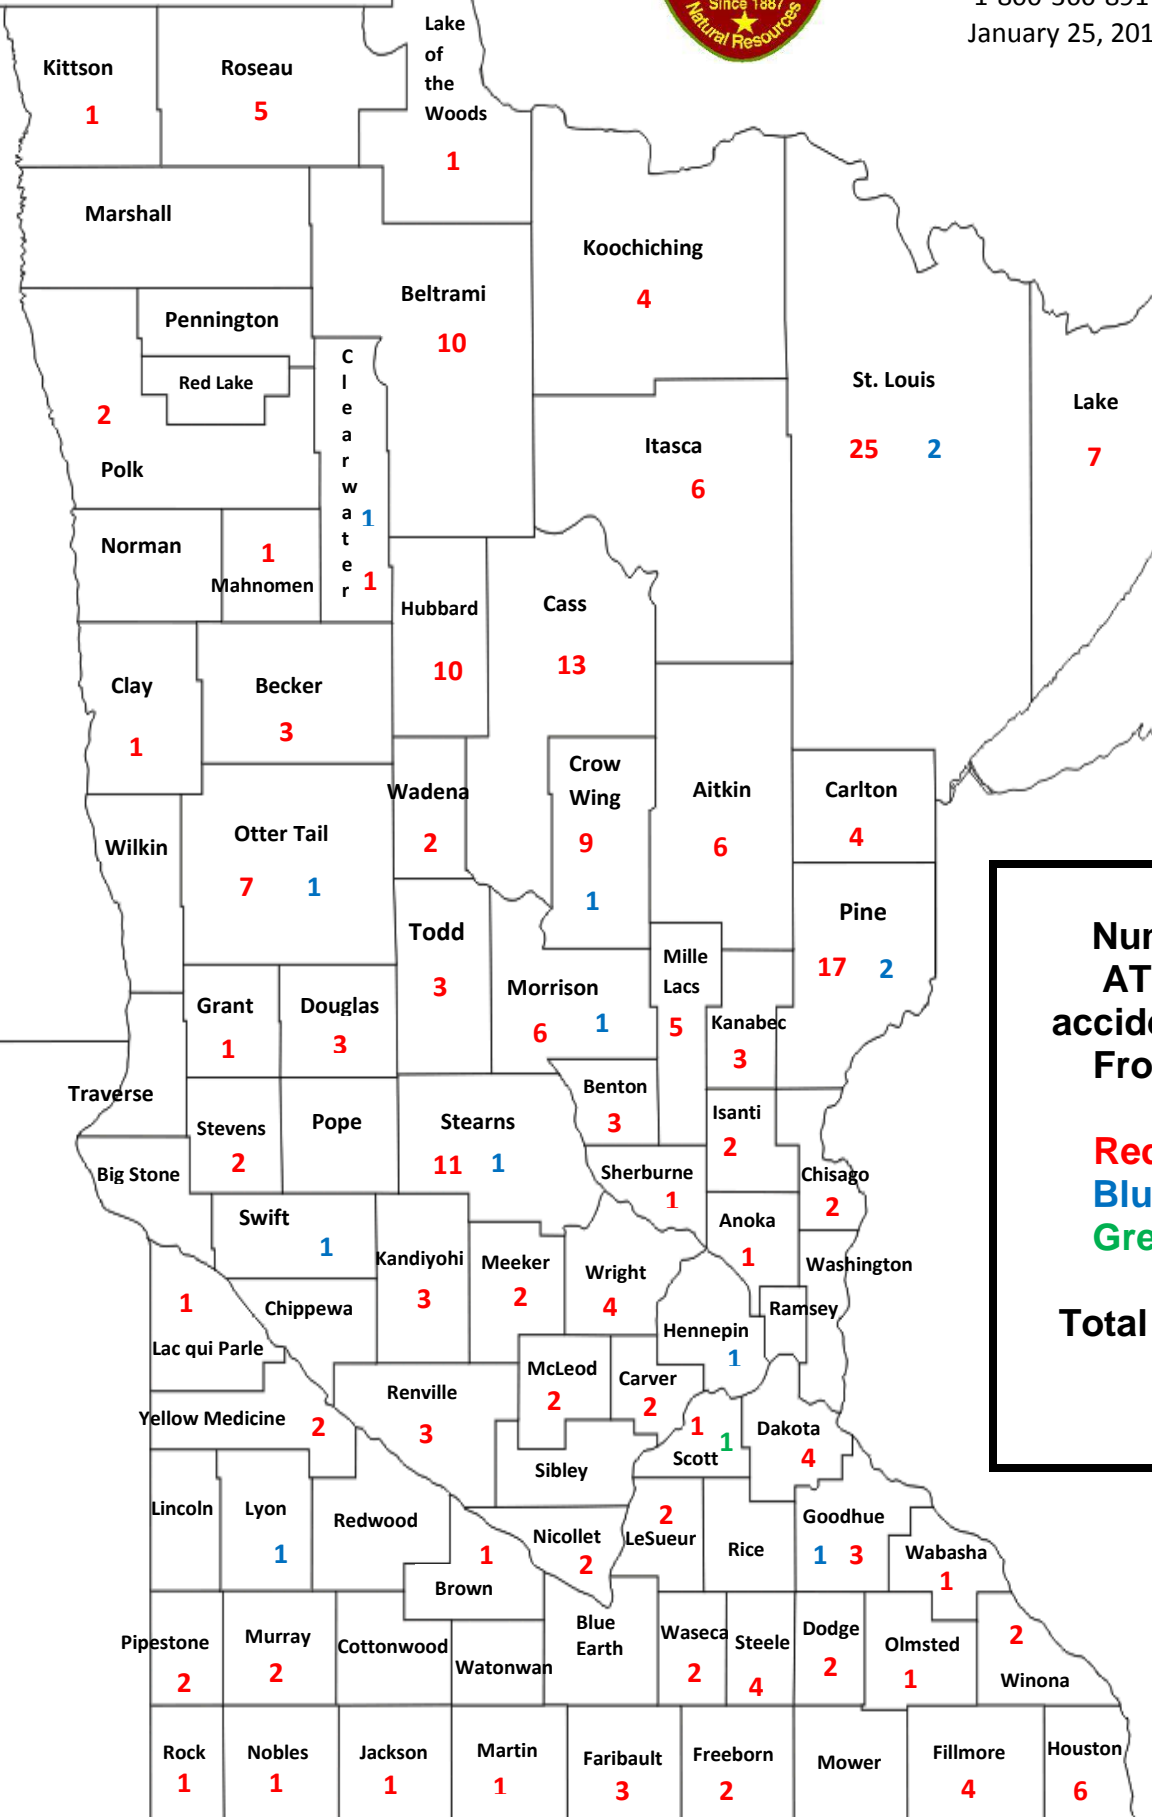 Since 1887
Natural Resources
January 25, 201
Kittson
1
Roseau
5
Lake
of
the
Woods
1
Marshall
Koochiching
4
Beltrami
10
Pennington
Red Lake
2
Polk
Clearwater
1
1
St. Louis
25 2
Lake
7
Itasca
6
Norman
1
Mahnomen
Hubbard
10
Cass
13
Clay
1
Becker
3
Wadena
2
Crow
Wing
9
1
Aitkin
6
Carlton
4
Wilkin
Otter Tail
7 1
Todd
3
Pine
17 2
Mille
Lacs
5
Morrison
6 1
Kanabec
3
Grant
1
Douglas
3
Traverse
Stevens
2
Pope
Stearns
11 1
Benton
3
Isanti
2
Big Stone
Sherburne
1
Chisago
2
Swift
1
Anoka
1
Washington
Kandiyohi
3
Meeker
2
Wright
4
1
Lac qui Parle
Chippewa
Ramsey
Hennepin
1
McLeod
2
Carver
2
Renville
3
Yellow Medicine 2
1 1
Scott
Dakota
4
Sibley
Lincoln
Lyon
1
Redwood
Nicollet
2
2
LeSueur
Rice
Goodhue
1 3
Wabasha
1
1
Brown
Pipestone
2
Murray
2
Cottonwood
Watonwan
Blue
Earth
Waseca
2
Steele
4
Dodge
2
Olmsted
1
2
Winona
Rock
1
Nobles
1
Jackson
1
Martin
1
Faribault
3
Freeborn
2
Mower
Fillmore
4
Houston
6
AT
accide
Fro
Blu
Gre
Total